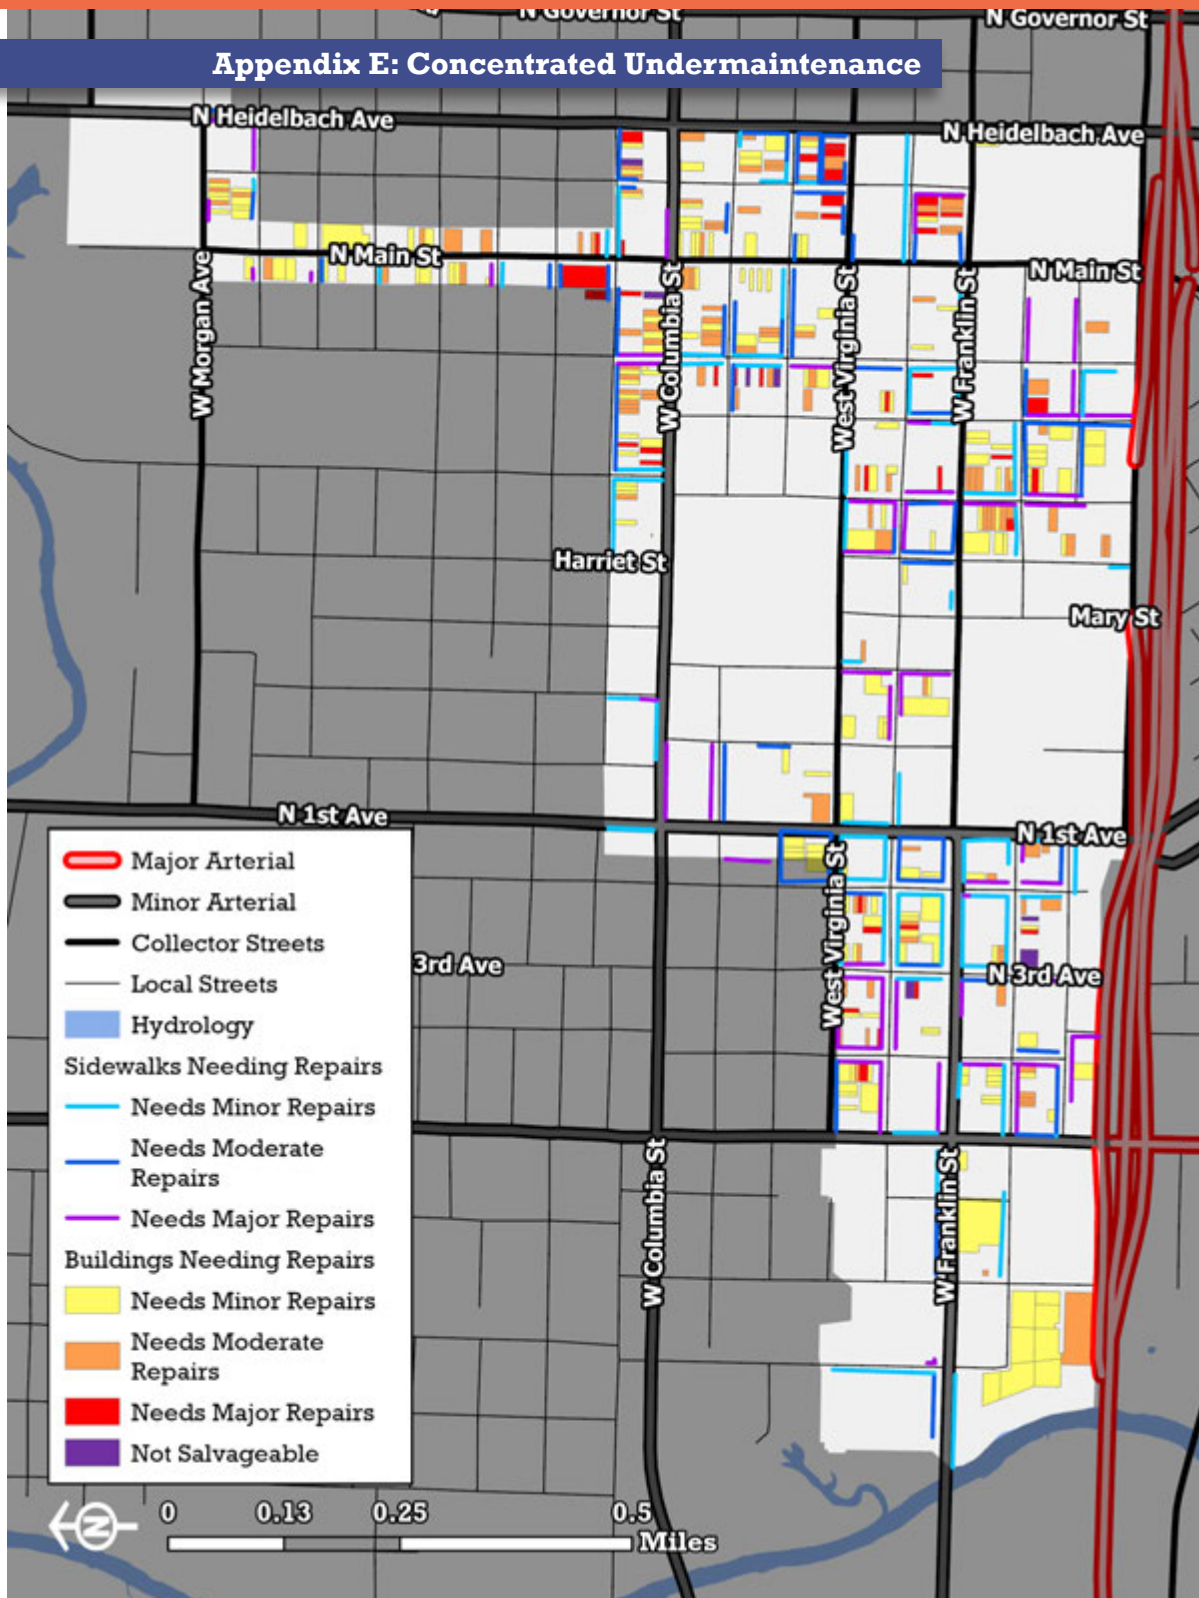 N Governor St
N Governor St
Appendix E: Concentrated Undermaintenance
N Heidelbach Ave
N Heidelbach Ave
N Main St
N Main St
W Morgan Ave
W Columbia St
West Virginia St
W Franklin St
Harriet St
Mary St
N 1st Ave
N 1st Ave
West Virginia St
3rd Ave
N 3rd Ave
W Columbia St
W Franklin St
Major Arterial
Minor Arterial
Collector Streets
Local Streets
Hydrology
Sidewalks Needing Repairs
Needs Minor Repairs
Needs Moderate
Repairs
Needs Major Repairs
Buildings Needing Repairs
Needs Minor Repairs
Needs Moderate
Repairs
Needs Major Repairs
Not Salvageable
N
0 0.13 0.25 0.5
Miles